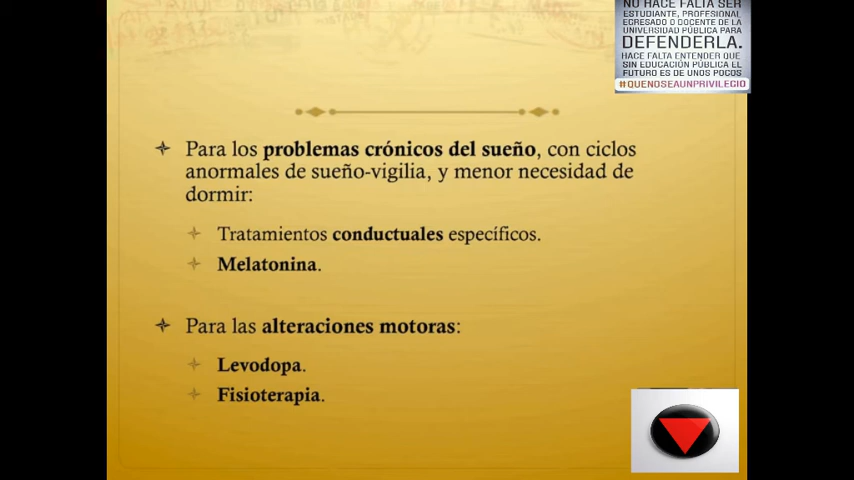 NO HACE FALTA SER
ESTUDIANTE, PROFESIONAL,
EGRESADO O DOCENTE DE LA
UNIVERSIDAD PÚBLICA PARA
DEFENDERLA.
HACE FALTA ENTENDER QUE
SIN EDUCACIÓN PÚBLICA EL
FUTURO ES DE UNOS POCOS
#QUENOSEAUNPRIVILEGIO
Para los problemas crónicos del sueño, con ciclos
anormales de sueño-vigilia, y menor necesidad de
dormir:
Tratamientos conductuales específicos.
Melatonina.
Para las alteraciones motoras:
Levodopa.
Fisioterapia.